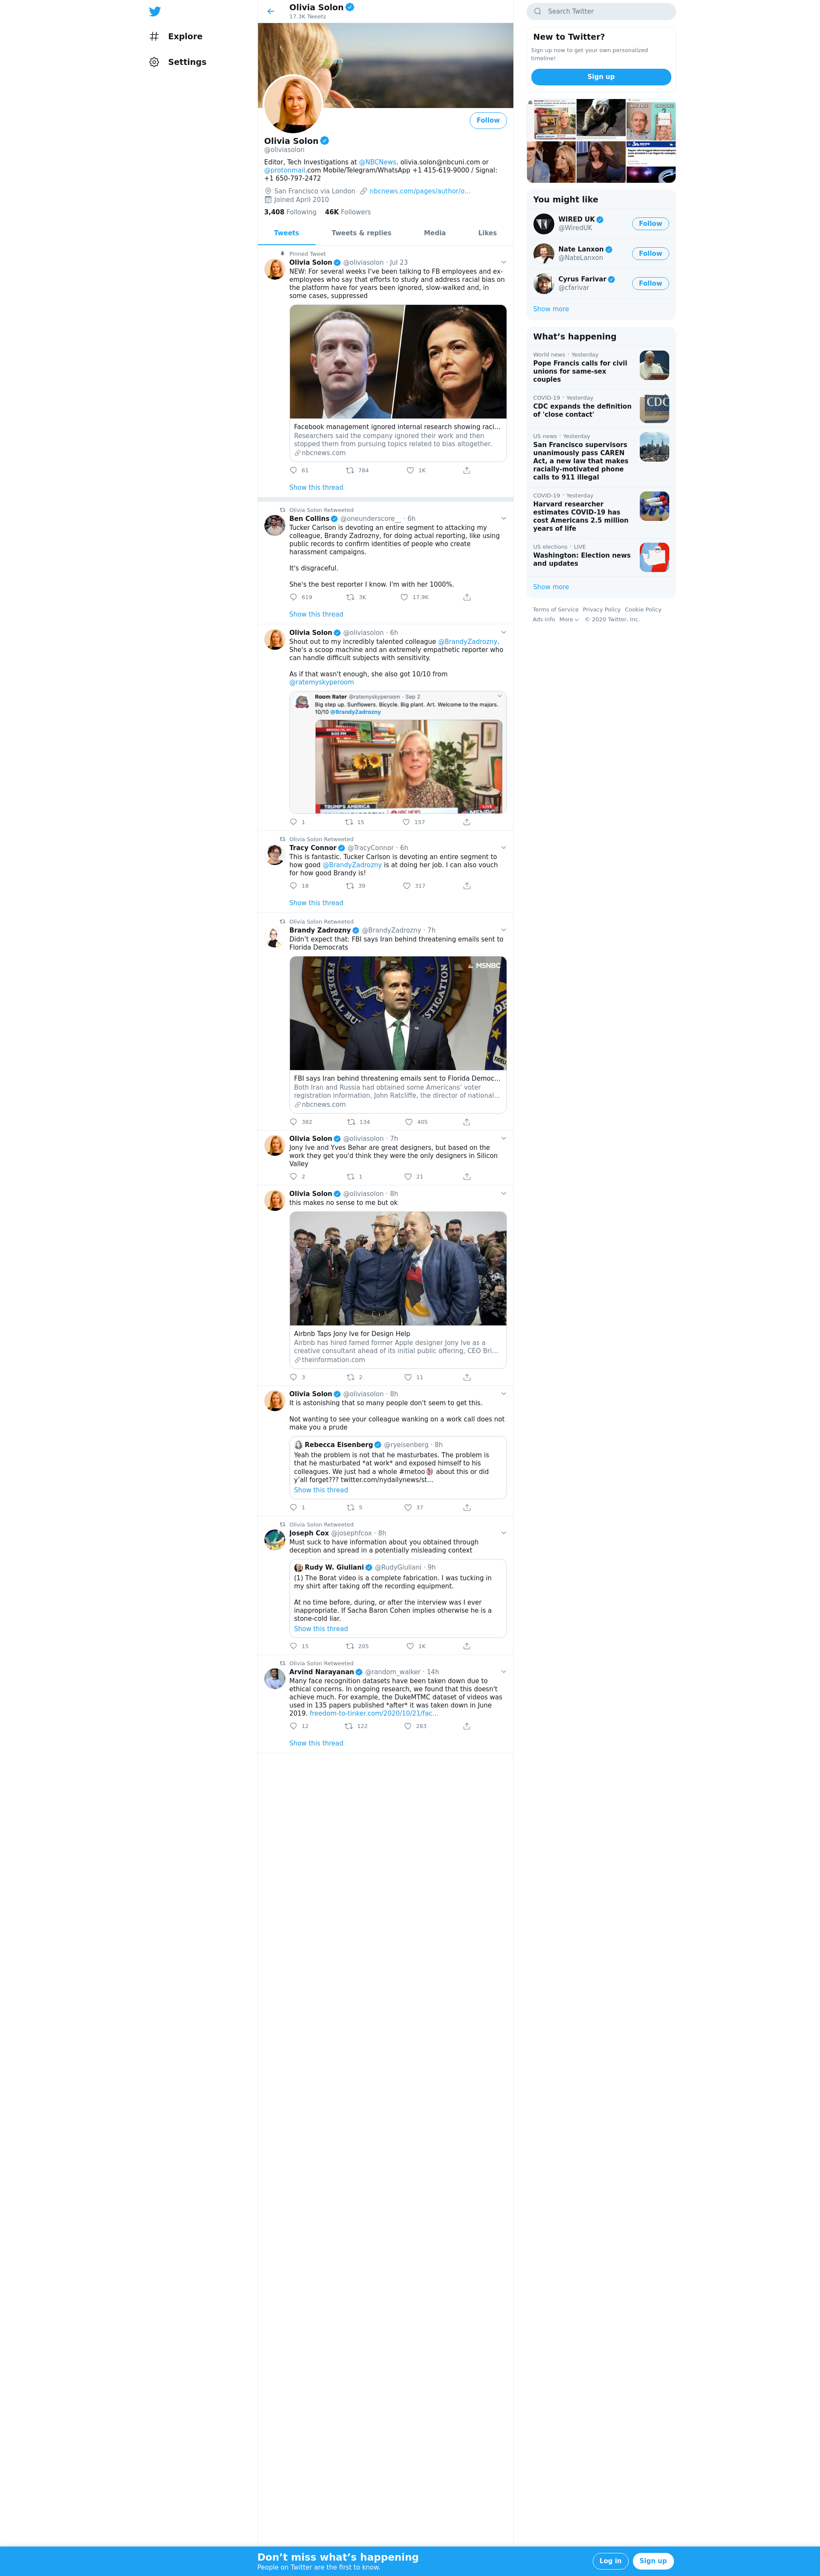 Explore
Settings
Olivia Solon
17.3K Tweets
Follow
Olivia Solon
@oliviasolon
Editor, Tech Investigations at @NBCNews. olivia.solon@nbcuni.com or
@protonmail.com Mobile/Telegram/WhatsApp +1 415-619-9000 / Signal:
+1 650-797-2472
San Francisco via London nbcnews.com/pages/author/o...
Joined April 2010
3,408 Following 46K Followers
Tweets Tweets & replies Media Likes
Pinned Tweet
Olivia Solon @oliviasolon · Jul 23
NEW: For several weeks I've been talking to FB employees and ex-
employees who say that efforts to study and address racial bias on
the platform have for years been ignored, slow-walked and, in
some cases, suppressed
Facebook management ignored internal research showing raci...
Researchers said the company ignored their work and then
stopped them from pursuing topics related to bias altogether.
nbcnews.com
61 784 1K
Show this thread
Olivia Solon Retweeted
Ben Collins @oneunderscore__ · 6h
Tucker Carlson is devoting an entire segment to attacking my
colleague, Brandy Zadrozny, for doing actual reporting, like using
public records to confirm identities of people who create
harassment campaigns.
It's disgraceful.
She's the best reporter I know. I'm with her 1000%.
619 3K 17.9K
Show this thread
Olivia Solon @oliviasolon · 6h
Shout out to my incredibly talented colleague @BrandyZadrozny.
She's a scoop machine and an extremely empathetic reporter who
can handle difficult subjects with sensitivity.
As if that wasn't enough, she also got 10/10 from
@ratemyskyperoom
Room Rater @ratemyskyperoom · Sep 2
Big step up. Sunflowers. Bicycle. Big plant. Art. Welcome to the majors.
10/10 @BrandyZadrozny
TRUMP'S AMERICA
NBC NEWS
LIVE
MSNBC
1 15 157
Olivia Solon Retweeted
Tracy Connor @TracyConnor · 6h
This is fantastic. Tucker Carlson is devoting an entire segment to
how good @BrandyZadrozny is at doing her job. I can also vouch
for how good Brandy is!
18 39 317
Show this thread
Olivia Solon Retweeted
Brandy Zadrozny @BrandyZadrozny · 7h
Didn't expect that: FBI says Iran behind threatening emails sent to
Florida Democrats
MSNBC
FBI says Iran behind threatening emails sent to Florida Democ...
Both Iran and Russia had obtained some Americans' voter
registration information, John Ratcliffe, the director of national...
nbcnews.com
382 134 405
Olivia Solon @oliviasolon · 7h
Jony Ive and Yves Behar are great designers, but based on the
work they get you'd think they were the only designers in Silicon
Valley
2 1 21
Olivia Solon @oliviasolon · 8h
this makes no sense to me but ok
Airbnb Taps Jony Ive for Design Help
Airbnb has hired famed former Apple designer Jony Ive as a
creative consultant ahead of its initial public offering, CEO Bri...
theinformation.com
3 2 11
Olivia Solon @oliviasolon · 8h
It is astonishing that so many people don't seem to get this.
Not wanting to see your colleague wanking on a work call does not
make you a prude
Rebecca Eisenberg @ryeisenberg · 8h
Yeah the problem is not that he masturbates. The problem is
that he masturbated *at work* and exposed himself to his
colleagues. We just had a whole #metoo about this or did
y'all forget??? twitter.com/nydailynews/st...
Show this thread
1 5 37
Olivia Solon Retweeted
Joseph Cox @josephfcox · 8h
Must suck to have information about you obtained through
deception and spread in a potentially misleading context
Rudy W. Giuliani @RudyGiuliani · 9h
(1) The Borat video is a complete fabrication. I was tucking in
my shirt after taking off the recording equipment.
At no time before, during, or after the interview was I ever
inappropriate. If Sacha Baron Cohen implies otherwise he is a
stone-cold liar.
Show this thread
15 205 1K
Olivia Solon Retweeted
Arvind Narayanan @random_walker · 14h
Many face recognition datasets have been taken down due to
ethical concerns. In ongoing research, we found that this doesn't
achieve much. For example, the DukeMTMC dataset of videos was
used in 135 papers published *after* it was taken down in June
2019. freedom-to-tinker.com/2020/10/21/fac...
12 122 283
Show this thread
Search Twitter
New to Twitter?
Sign up now to get your own personalized
timeline!
Sign up
You might like
WIRED UK
@WiredUK
Follow
Nate Lanxon
@NateLanxon
Follow
Cyrus Farivar
@cfarivar
Follow
Show more
What's happening
World news · Yesterday
Pope Francis calls for civil
unions for same-sex
couples
COVID-19 · Yesterday
CDC expands the definition
of 'close contact'
CDC
US news · Yesterday
San Francisco supervisors
unanimously pass CAREN
Act, a new law that makes
racially-motivated phone
calls to 911 illegal
COVID-19 · Yesterday
Harvard researcher
estimates COVID-19 has
cost Americans 2.5 million
years of life
US elections · LIVE
Washington: Election news
and updates
Show more
Terms of Service Privacy Policy Cookie Policy
Ads info More © 2020 Twitter, Inc.
Don't miss what's happening
People on Twitter are the first to know.
Log in
Sign up